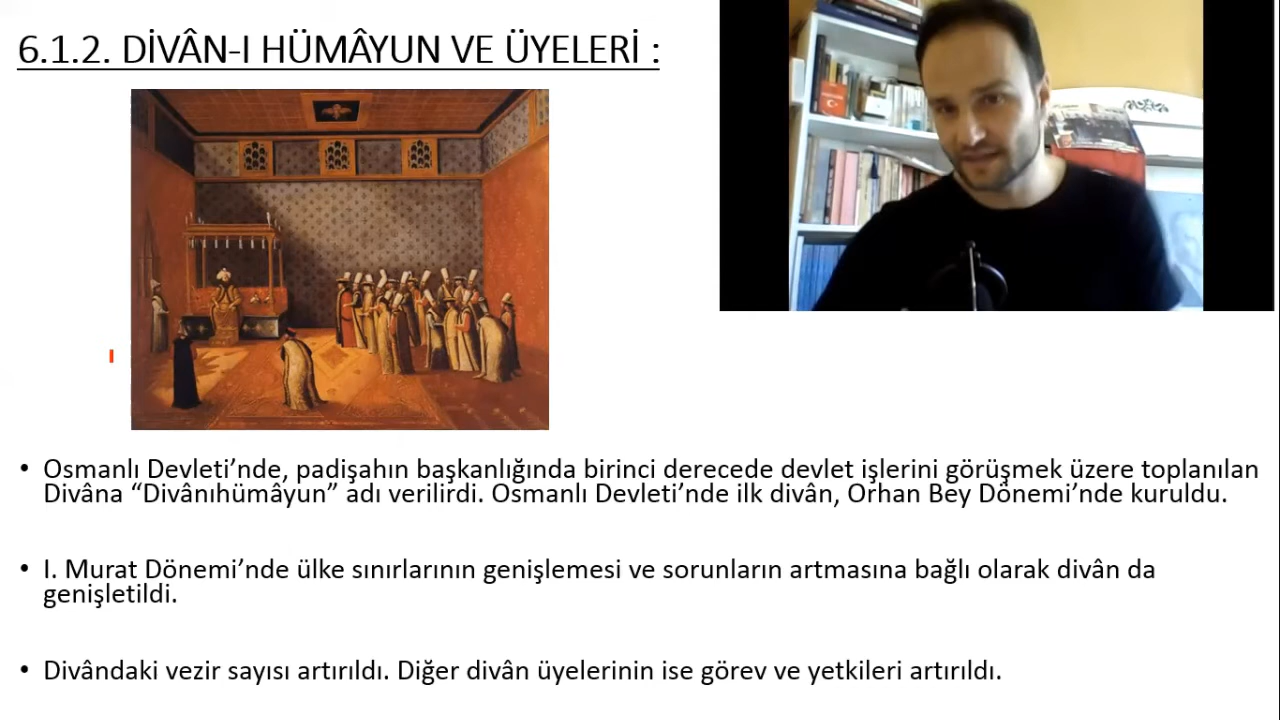 6.1.2. DİVÂN-I HÜMÂYUN VE ÜYELERİ :
• Osmanlı Devleti’nde, padişahın başkanlığında birinci derecede devlet işlerini görüşmek üzere toplanılan
Divâna “Divânıhümâyun” adı verilirdi. Osmanlı Devleti’nde ilk divân, Orhan Bey Dönemi’nde kuruldu.
• I. Murat Dönemi’nde ülke sınırlarının genişlemesi ve sorunların artmasına bağlı olarak divân da
genişletildi.
• Divândaki vezir sayısı artırıldı. Diğer divân üyelerinin ise görev ve yetkileri artırıldı.